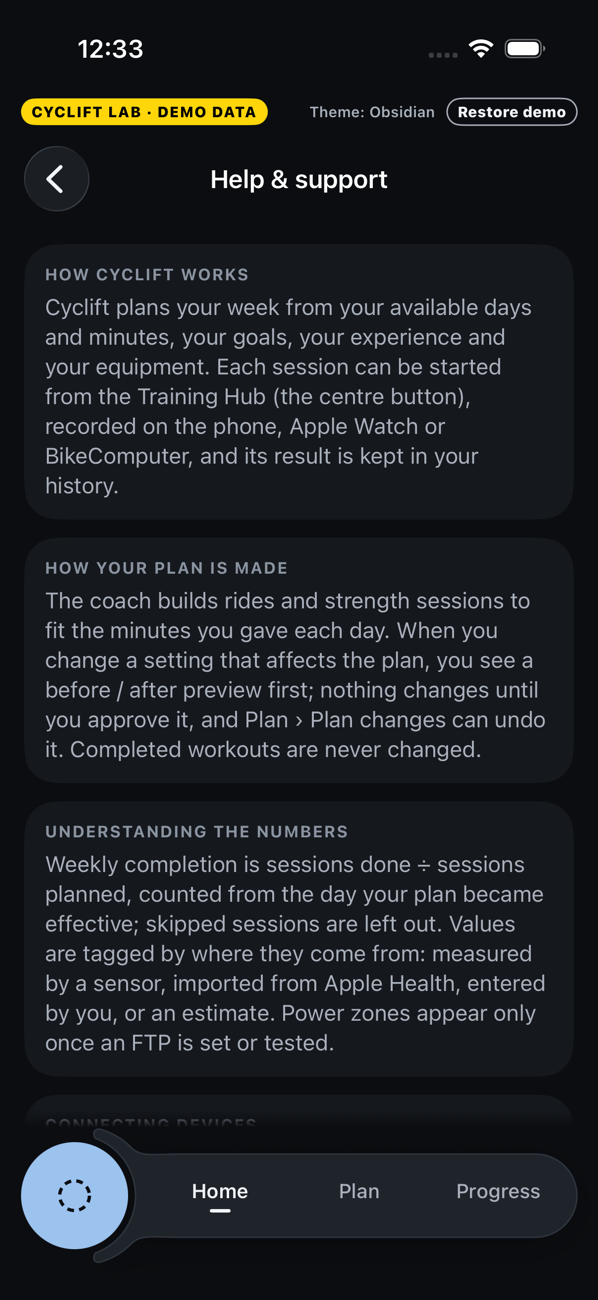 12:33
CYCLIFT LAB · DEMO DATA
Theme: Obsidian
Restore demo
Help & support
HOW CYCLIFT WORKS
Cyclift plans your week from your available days
and minutes, your goals, your experience and
your equipment. Each session can be started
from the Training Hub (the centre button),
recorded on the phone, Apple Watch or
BikeComputer, and its result is kept in your
history.
HOW YOUR PLAN IS MADE
The coach builds rides and strength sessions to
fit the minutes you gave each day. When you
change a setting that affects the plan, you see a
before / after preview first; nothing changes until
you approve it, and Plan › Plan changes can undo
it. Completed workouts are never changed.
UNDERSTANDING THE NUMBERS
Weekly completion is sessions done ÷ sessions
planned, counted from the day your plan became
effective; skipped sessions are left out. Values
are tagged by where they come from: measured
by a sensor, imported from Apple Health, entered
by you, or an estimate. Power zones appear only
once an FTP is set or tested.
CONNECTING DEVICES
Home
Plan
Progress